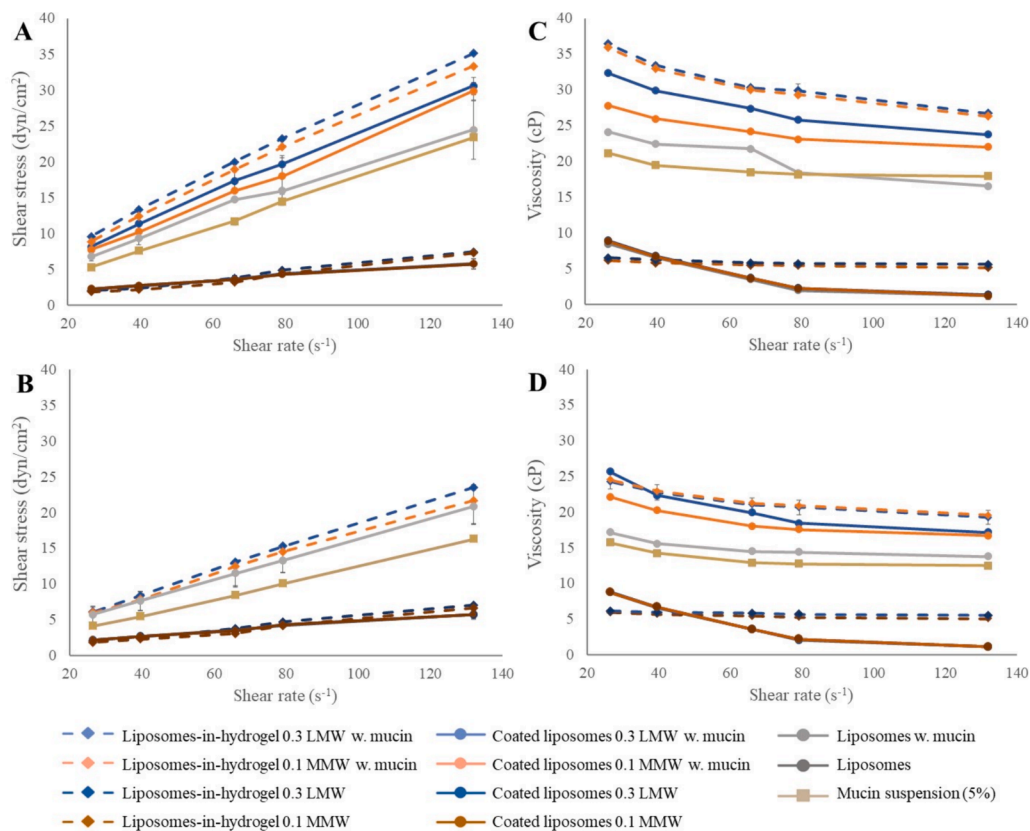 A
Shear stress (dyn/cm²)
40
35
30
25
20
15
10
5
0
20 40 60 80 100 120 140
Shear rate (s⁻¹)
C
Viscosity (cP)
40
35
30
25
20
15
10
5
0
20 40 60 80 100 120 140
Shear rate (s⁻¹)
B
Shear stress (dyn/cm²)
40
35
30
25
20
15
10
5
0
20 40 60 80 100 120 140
Shear rate (s⁻¹)
D
Viscosity (cP)
40
35
30
25
20
15
10
5
0
20 40 60 80 100 120 140
Shear rate (s⁻¹)
Liposomes-in-hydrogel 0.3 LMW w. mucin
Liposomes-in-hydrogel 0.1 MMW w. mucin
Liposomes-in-hydrogel 0.3 LMW
Liposomes-in-hydrogel 0.1 MMW
Coated liposomes 0.3 LMW w. mucin
Coated liposomes 0.1 MMW w. mucin
Coated liposomes 0.3 LMW
Coated liposomes 0.1 MMW
Liposomes w. mucin
Liposomes
Mucin suspension (5%)